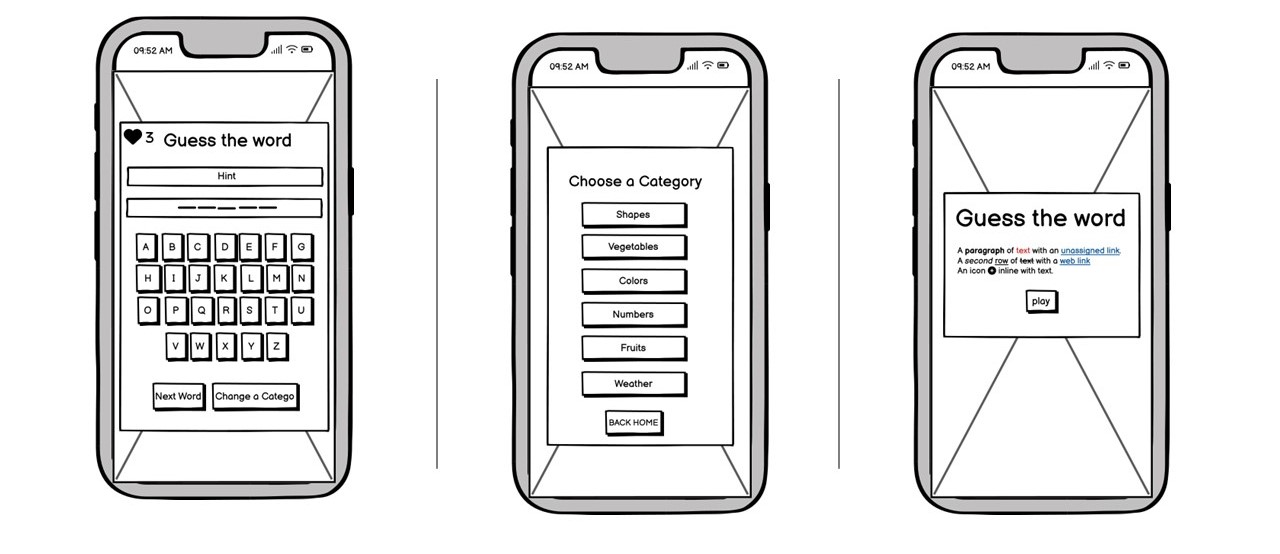 09:52 AM
3 Guess the word
Hint
A B C D E F G
H I J K L M N
O P Q R S T U
V W X Y Z
Next Word Change a Catego
09:52 AM
Choose a Category
Shapes
Vegetables
Colors
Numbers
Fruits
Weather
BACK HOME
09:52 AM
Guess the word
A paragraph of text with an unassigned link.
A second row of text with a web link
An icon inline with text.
play